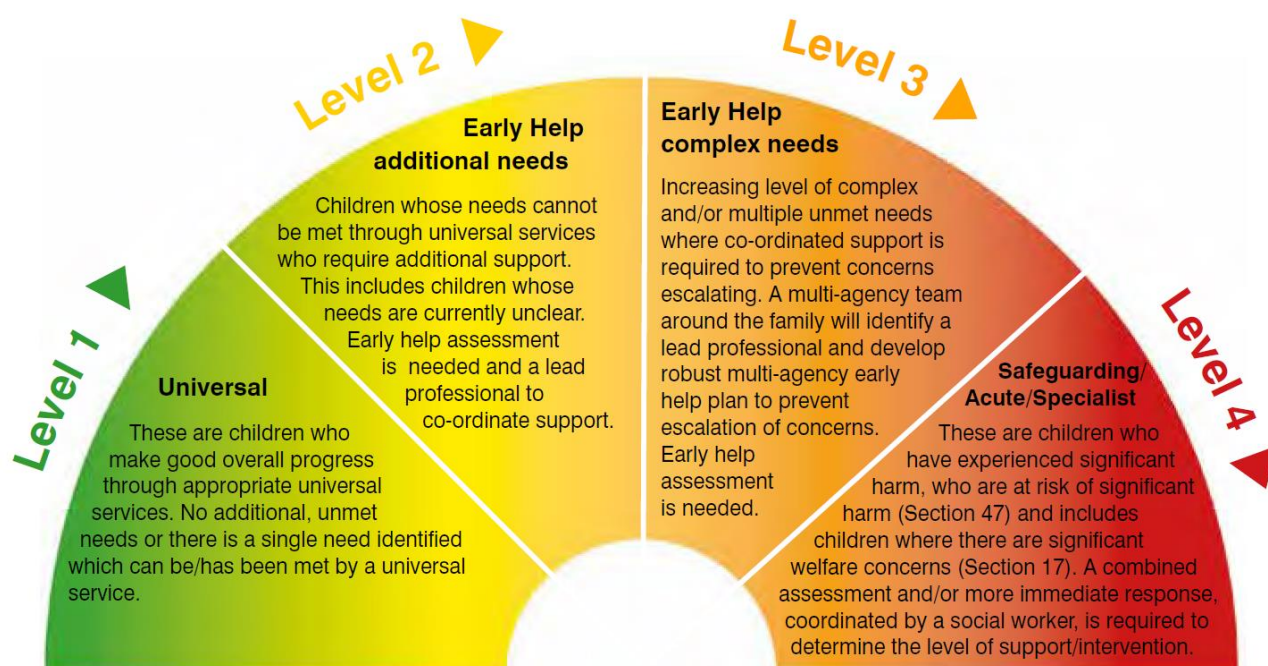 Level 1
Universal
These are children who
make good overall progress
through appropriate universal
services. No additional, unmet
needs or there is a single need identified
which can be/has been met by a universal
service.
Level 2
Early Help
additional needs
Children whose needs cannot
be met through universal services
who require additional support.
This includes children whose
needs are currently unclear.
Early help assessment
is needed and a lead
professional to
co-ordinate support.
Level 3
Early Help
complex needs
Increasing level of complex
and/or multiple unmet needs
where co-ordinated support is
required to prevent concerns
escalating. A multi-agency team
around the family will identify a
lead professional and develop
robust multi-agency early
help plan to prevent
escalation of concerns.
Early help
assessment
is needed.
Level 4
Safeguarding/
Acute/Specialist
These are children who
have experienced significant
harm, who are at risk of significant
harm (Section 47) and includes
children where there are significant
welfare concerns (Section 17). A combined
assessment and/or more immediate response,
coordinated by a social worker, is required to
determine the level of support/intervention.